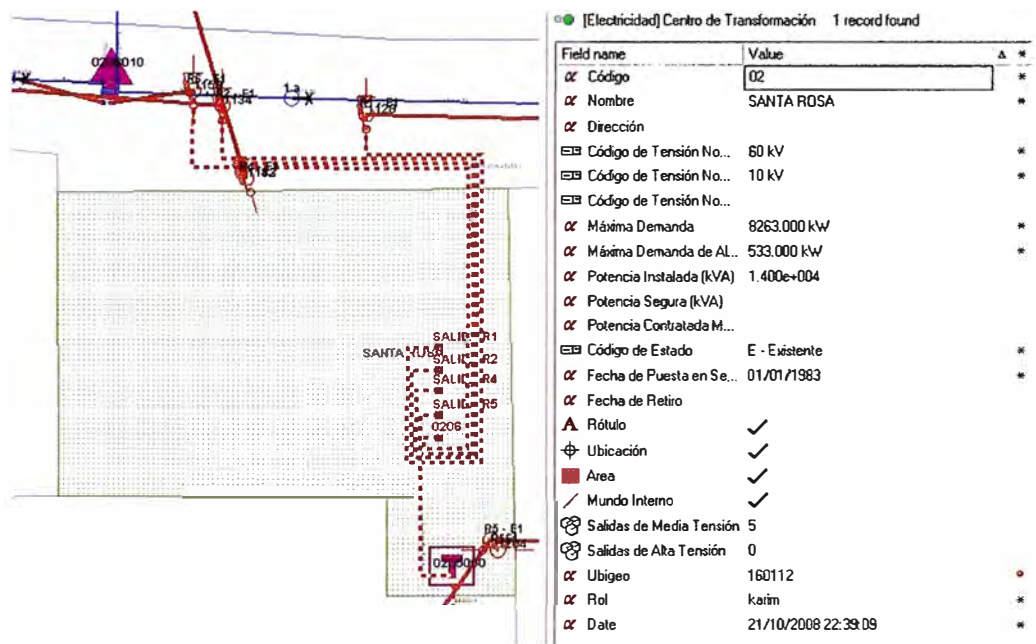 [Electricidad] Centro de Transformación 1 record found
Field name Value
Código 02
Nombre SANTA ROSA
Dirección
Código de Tensión No... 60 kV *
Código de Tensión No... 10 kV *
Código de Tensión No...
Máxima Demanda 8263.000 kW *
Máxima Demanda de AL.. 533.000 kW *
Potencia Instalada (kVA) 1.400e+004
Potencia Segura (kVA)
Potencia Contratada M...
Código de Estado E - Existente *
Fecha de Puesta en Se... 01/01/1983 *
Fecha de Retiro
A Rótulo
Ubicación
Area
Mundo Interno
Salidas de Media Tensión 5
Salidas de Alta Tensión 0
Ubigeo 160112
Rol karim *
Date 21/10/2008 22:39:09 *
SANTA
R1
R2
R4
R5
0206
R5 - E1